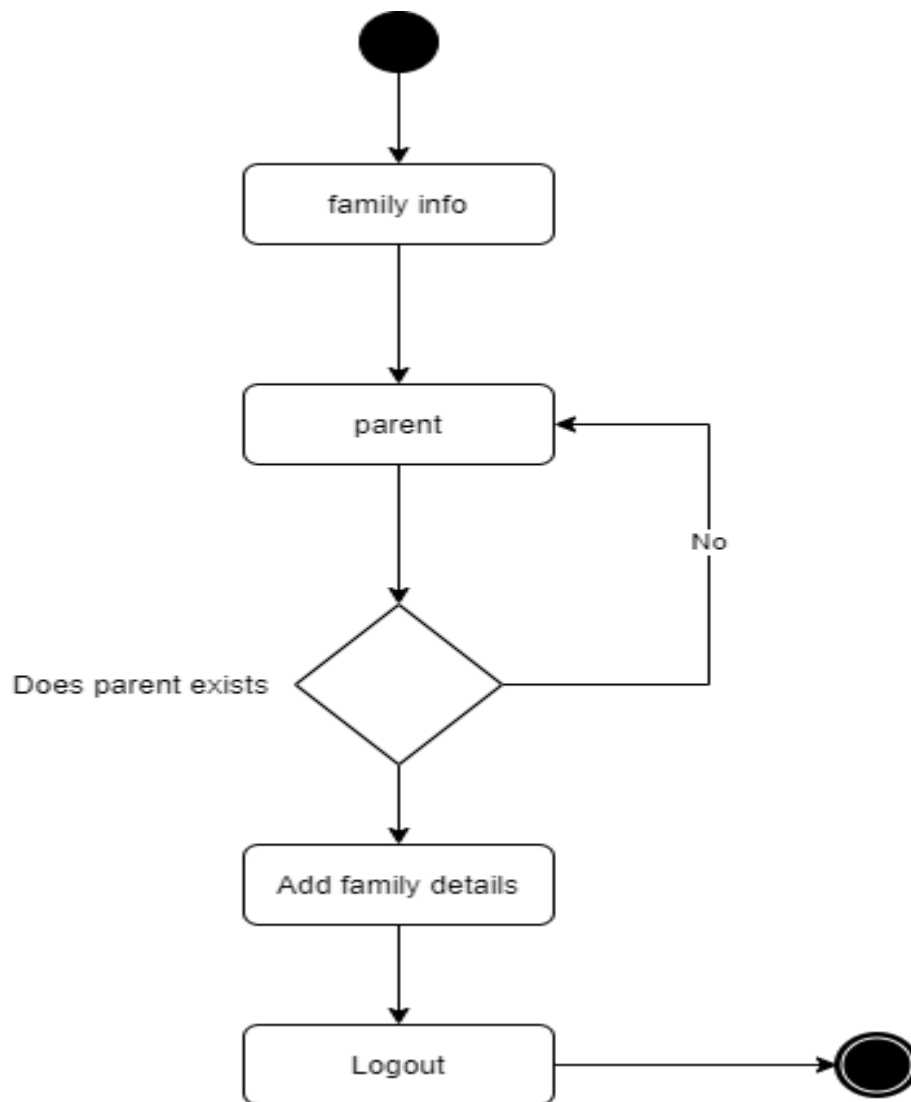 family info
parent
No
Does parent exists
Add family details
Logout